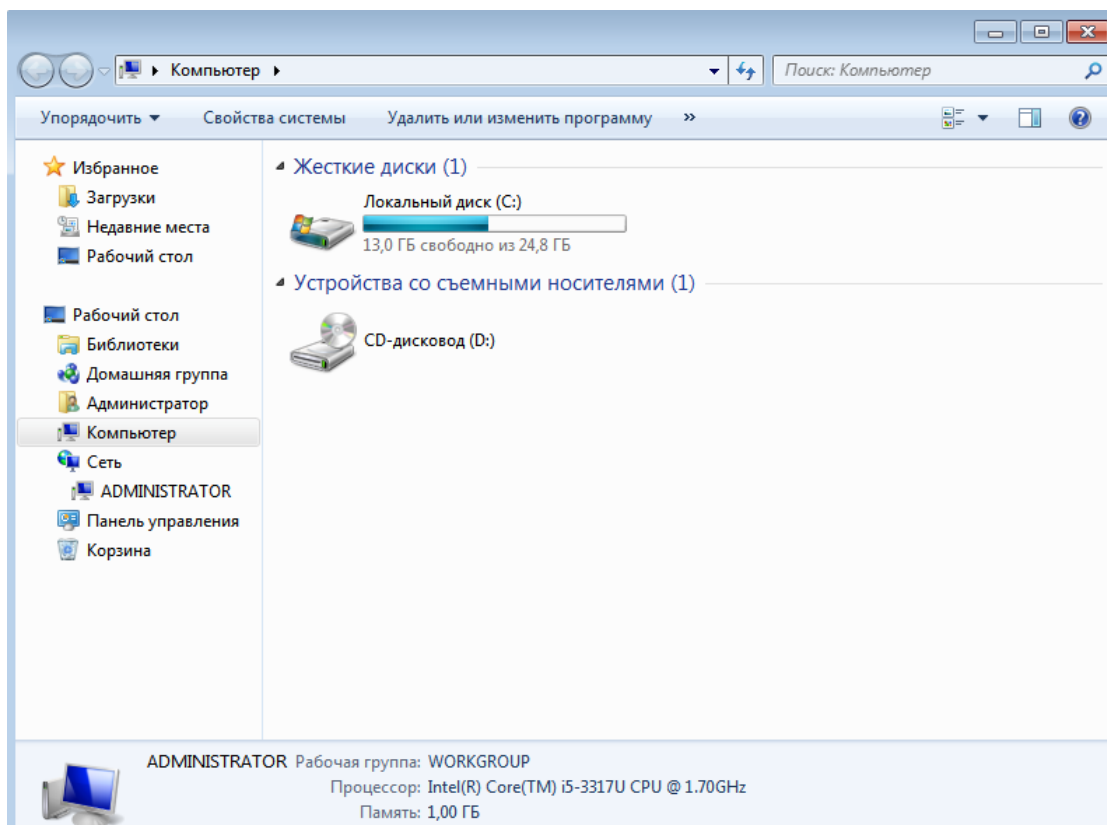 Компьютер
Поиск: Компьютер
Упорядочить Свойства системы Удалить или изменить программу »
Избранное
Загрузки
Недавние места
Рабочий стол
Рабочий стол
Библиотеки
Домашняя группа
Администратор
Компьютер
Сеть
ADMINISTRATOR
Панель управления
Корзина
Жесткие диски (1)
Локальный диск (C:)
13,0 ГБ свободно из 24,8 ГБ
Устройства со съемными носителями (1)
CD-дисковод (D:)
ADMINISTRATOR Рабочая группа: WORKGROUP
Процессор: Intel(R) Core(TM) i5-3317U CPU @ 1.70GHz
Память: 1,00 ГБ